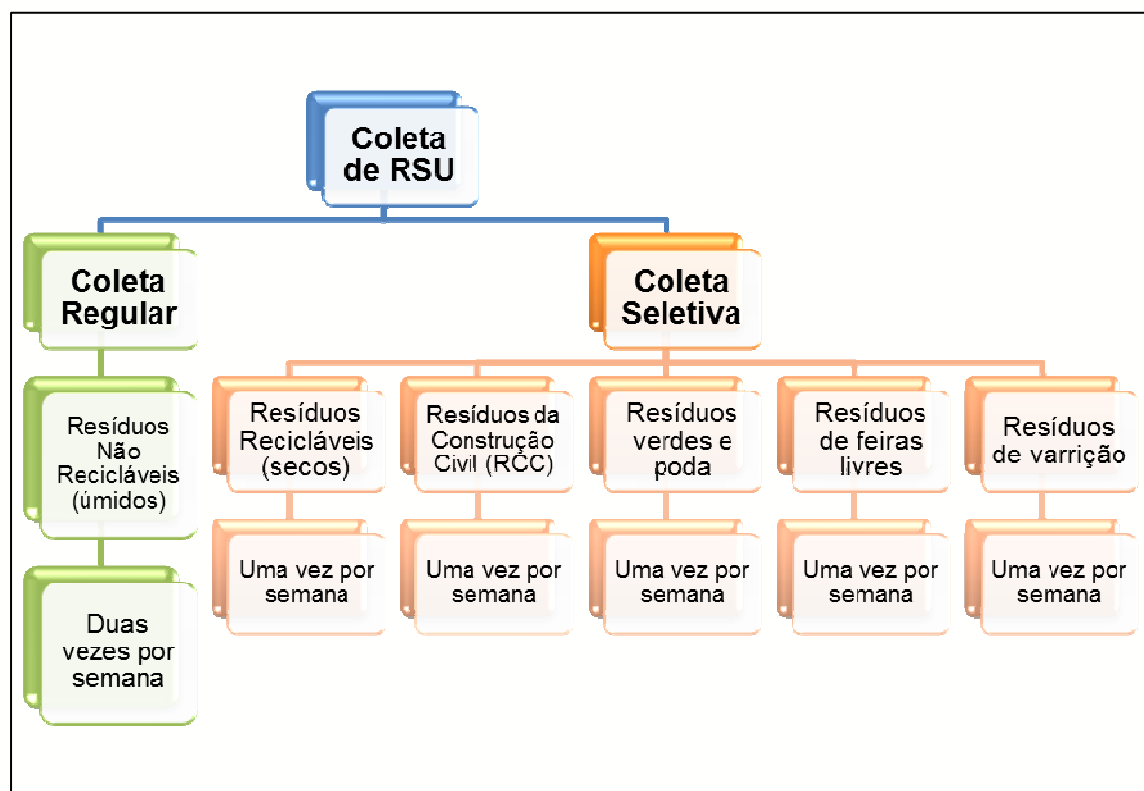 Coleta
de RSU
Coleta
Regular
Coleta
Seletiva
Resíduos
Não
Recicláveis
(úmidos)
Resíduos
Recicláveis
(secos)
Resíduos da
Construção
Civil (RCC)
Resíduos
verdes e
poda
Resíduos
de feiras
livres
Resíduos
de varrição
Duas
vezes por
semana
Uma vez por
semana
Uma vez por
semana
Uma vez por
semana
Uma vez por
semana
Uma vez por
semana